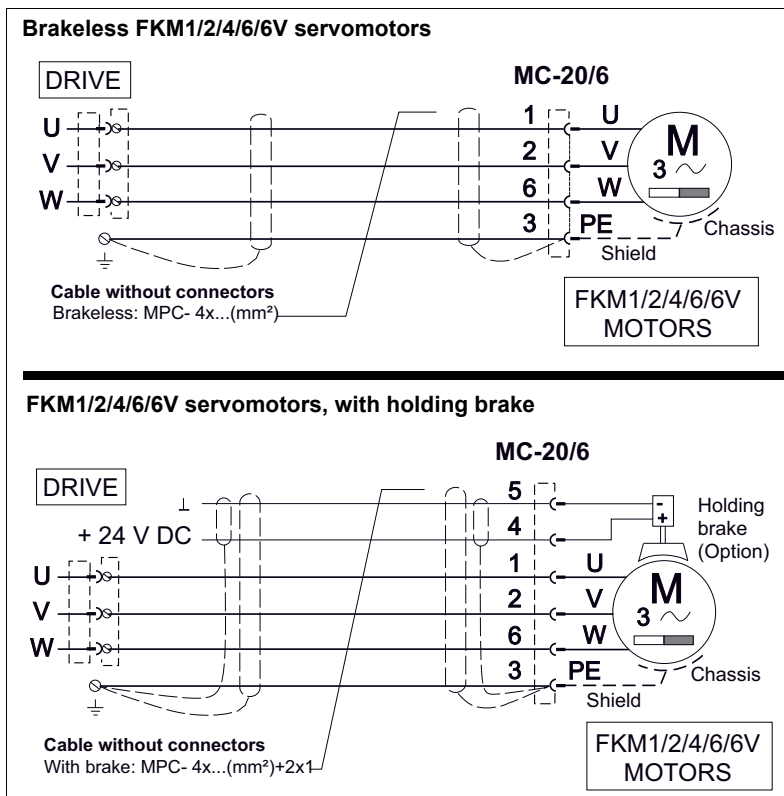 Brakeless FKM1/2/4/6/6V servomotors
DRIVE
MC-20/6
U 1 U
V 2 V
W 6 W
3 PE
M
3
Chassis
Shield
Cable without connectors
Brakeless: MPC- 4x...(mm²)
FKM1/2/4/6/6V
MOTORS
FKM1/2/4/6/6V servomotors, with holding brake
MC-20/6
DRIVE
5 -
+ 24 V DC 4 +
Holding
brake
(Option)
U 1 U
V 2 V
W 6 W
3 PE
M
3
Chassis
Shield
Cable without connectors
With brake: MPC- 4x...(mm²)+2x1
FKM1/2/4/6/6V
MOTORS